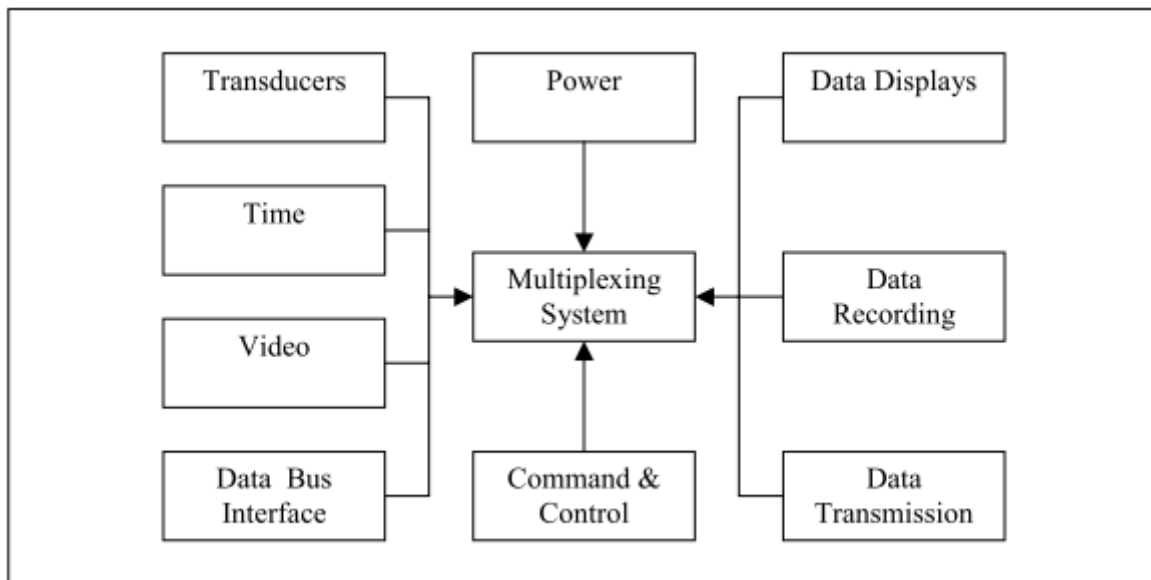 Transducers
Power
Data Displays
Time
Multiplexing
System
Data
Recording
Video
Data Bus
Interface
Command &
Control
Data
Transmission